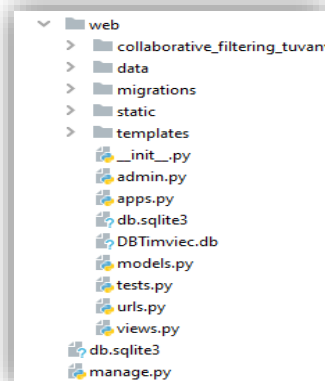 web
collaborative_filtering_tuvant
data
migrations
static
templates
__init__.py
admin.py
apps.py
db.sqlite3
DBTimviec.db
models.py
tests.py
urls.py
views.py
db.sqlite3
manage.py